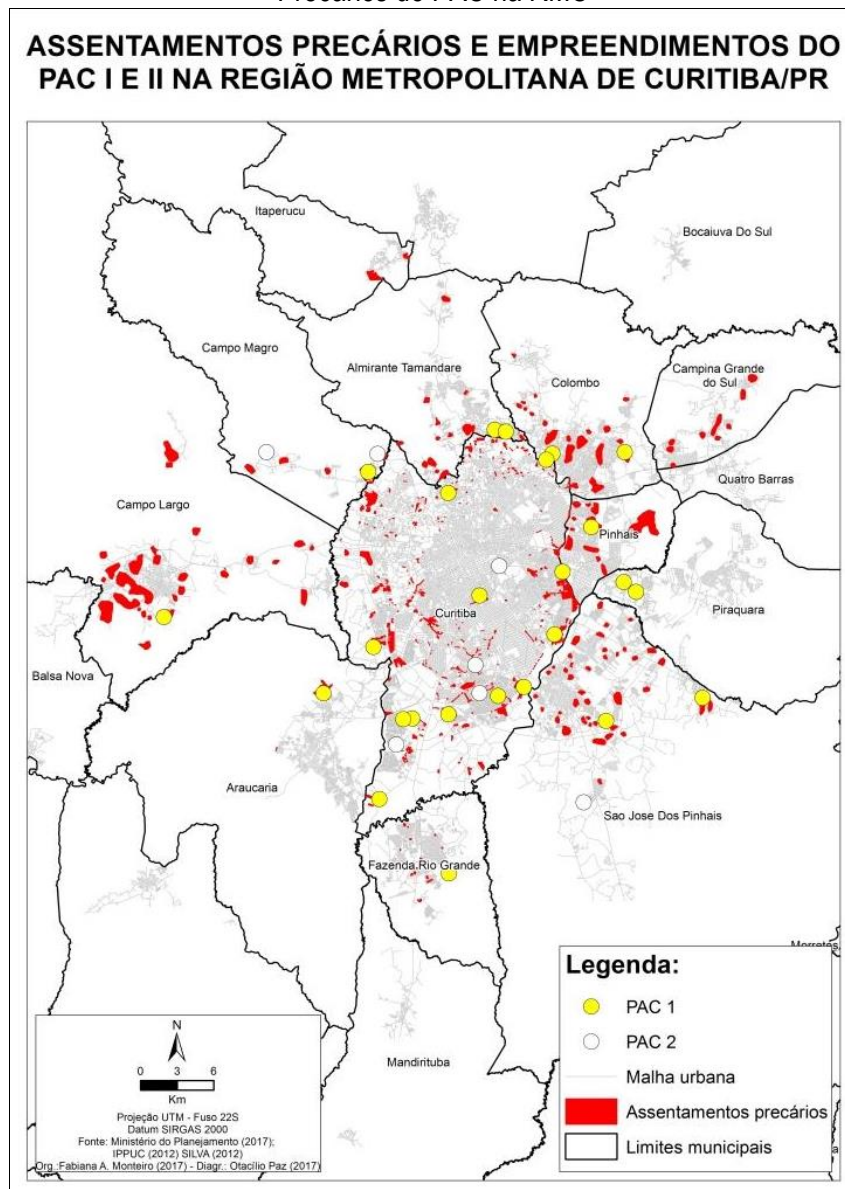 ASSENTAMENTOS PRECÁRIOS E EMPREENDIMENTOS DO
PAC I E II NA REGIÃO METROPOLITANA DE CURITIBA/PR
Itaperucu
Bocaiuva Do Sul
Campo Magro
Almirante Tamandare
Colombo
Campina Grande
do Sul
Quatro Barras
Campo Largo
Pinhais
Piraquara
Curitiba
Balsa Nova
Araucaria
Sao Jose Dos Pinhais
Fazenda Rio Grande
Mandirituba
Legenda:
PAC 1
PAC 2
Malha urbana
Assentamentos precários
Limites municipais
N
0 3 6
Km
Projeção UTM - Fuso 22S
Datum SIRGAS 2000
Fonte: Ministério do Planejamento (2017);
IPPUC (2012) SILVA (2012)
Org.:Fabiana A. Monteiro (2017) - Diagr.: Otacílio Paz (2017)